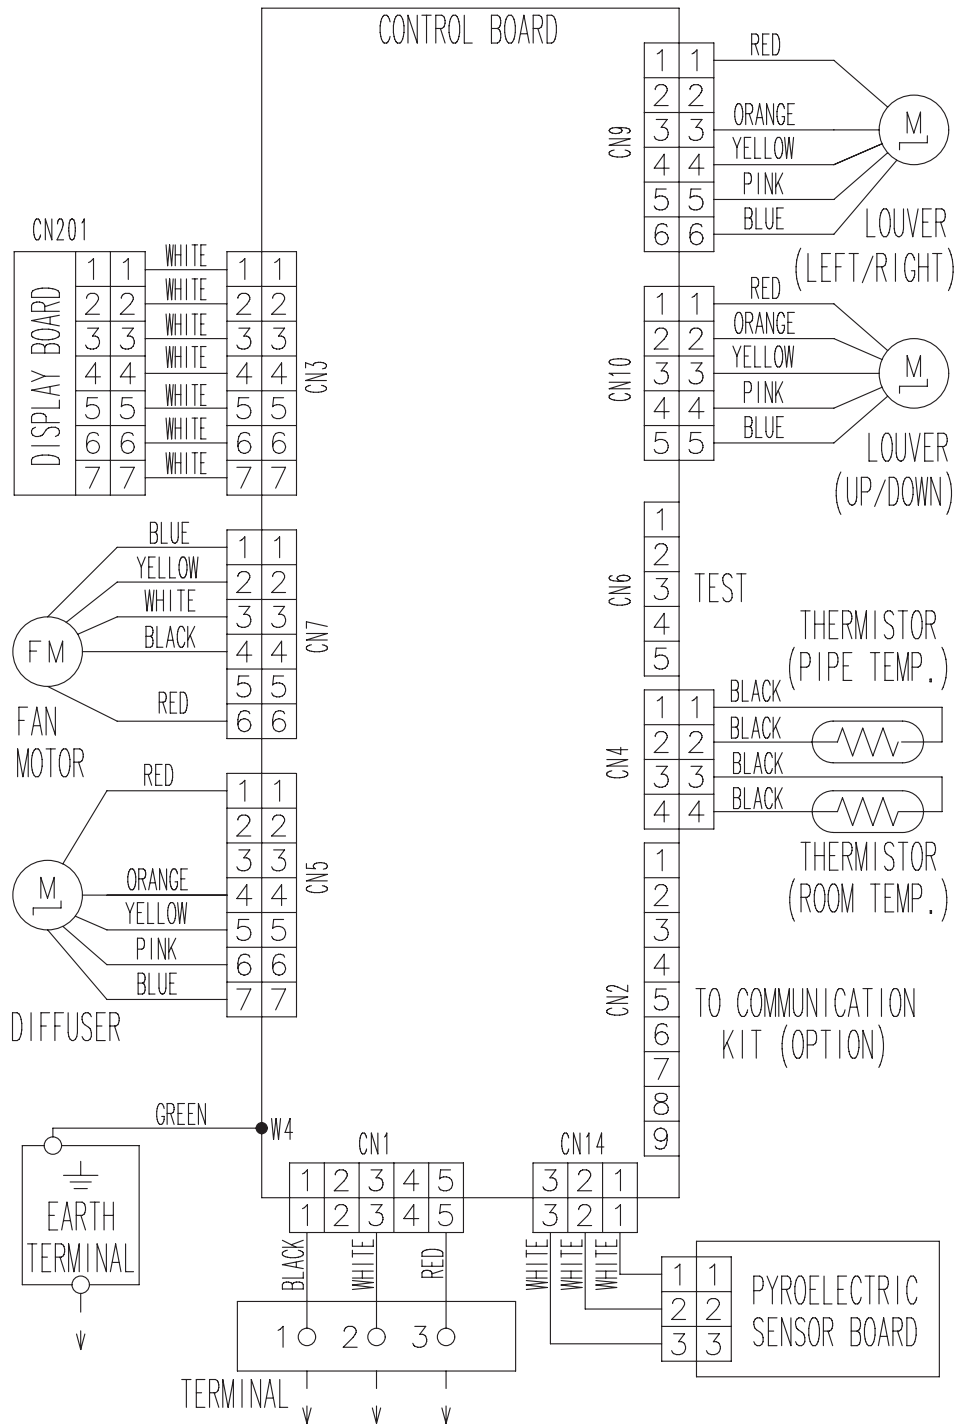 CONTROL BOARD
CN9
1 1 RED
2 2
3 3 ORANGE
4 4 YELLOW
5 5 PINK
6 6 BLUE
M
LOUVER
(LEFT/RIGHT)
CN201
DISPLAY BOARD
1 1 WHITE 1 1
2 2 WHITE 2 2
3 3 WHITE 3 3
4 4 WHITE 4 4
5 5 WHITE 5 5
6 6 WHITE 6 6
7 7 WHITE 7 7
CN3
CN10
1 1 RED
2 2 ORANGE
3 3 YELLOW
4 4 PINK
5 5 BLUE
M
LOUVER
(UP/DOWN)
BLUE 1 1
YELLOW 2 2
WHITE 3 3
BLACK 4 4
5 5
RED 6 6
CN7
FM
FAN
MOTOR
CN6
1
2
3
4
5
TEST
THERMISTOR
(PIPE TEMP.)
CN4
1 1 BLACK
2 2 BLACK
3 3 BLACK
4 4 BLACK
THERMISTOR
(ROOM TEMP.)
RED 1 1
2 2
3 3
ORANGE 4 4
YELLOW 5 5
PINK 6 6
BLUE 7 7
CN5
M
DIFFUSER
CN2
1
2
3
4
5
6
7
8
9
TO COMMUNICATION
KIT (OPTION)
GREEN
W4
EARTH
TERMINAL
CN1
1 2 3 4 5
1 2 3 4 5
BLACK
WHITE
RED
1 2 3
TERMINAL
CN14
3 2 1
3 2 1
WHITE
WHITE
WHITE
1 1
2 2
3 3
PYROELECTRIC
SENSOR BOARD